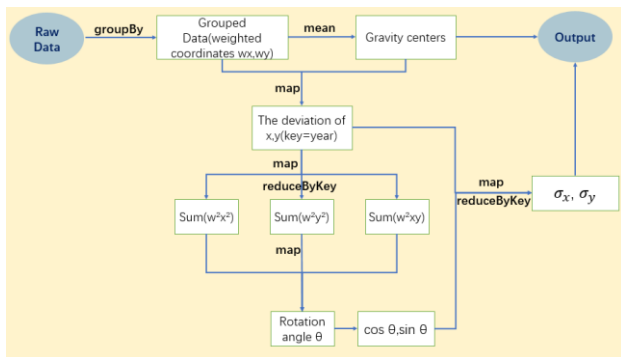 Raw
Data
groupBy
Grouped
Data(weighted
coordinates wx,wy)
mean
Gravity centers
Output
map
The deviation of
x,y(key=year)
map
reduceByKey
Sum(w²x²)
Sum(w²y²)
Sum(w²xy)
map
reduceByKey
σx, σy
map
Rotation
angle θ
cos θ,sin θ